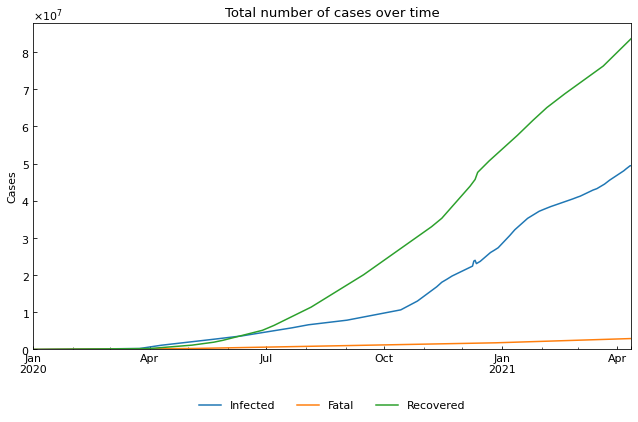 Total number of cases over time
×10⁷
8
7
6
5
4
3
2
1
0
Cases
Jan Apr Jul Oct Jan Apr
2020 2021
Infected Fatal Recovered